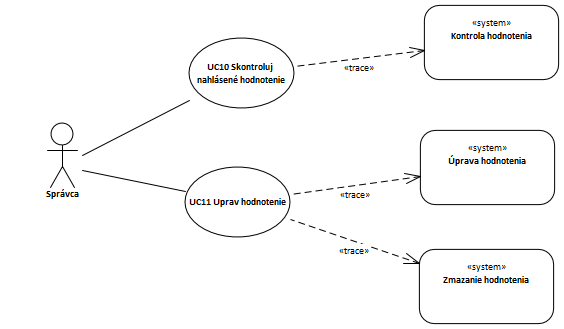 «system»
Kontrola hodnotenia
UC10 Skontroluj
nahlásené hodnotenie
«trace»
Správca
«system»
Úprava hodnotenia
UC11 Uprav hodnotenie
«trace»
«trace»
«system»
Zmazanie hodnotenia